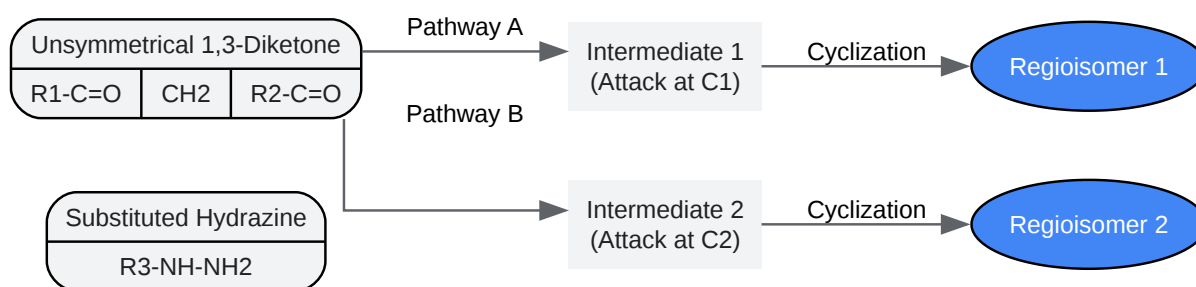 Unsymmetrical 1,3-Diketone
R1-C=O
CH2
R2-C=O
Pathway A
Intermediate 1
(Attack at C1)
Cyclization
Regioisomer 1
Pathway B
Substituted Hydrazine
R3-NH-NH2
Intermediate 2
(Attack at C2)
Cyclization
Regioisomer 2